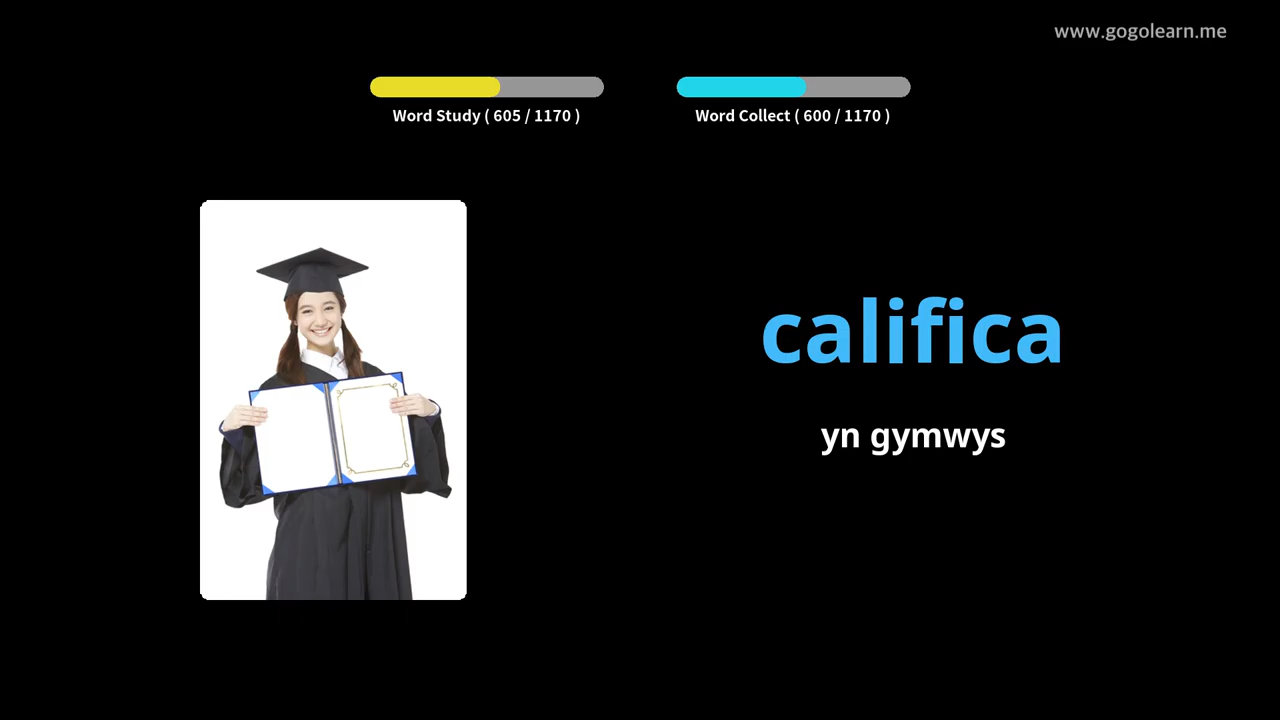 www.gogolearn.me
Word Study ( 605 / 1170 )
Word Collect ( 600 / 1170 )
califica
yn gymwys